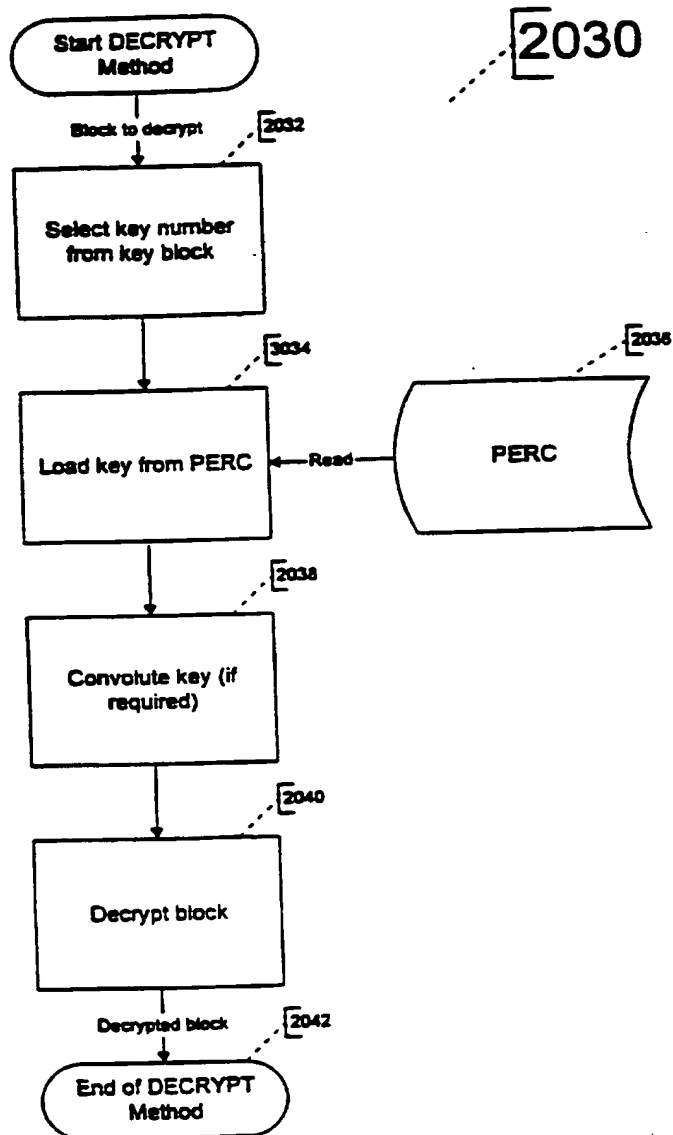 2030
Start DECRYPT
Method
Block to decrypt
2032
Select key number
from key block
3034
2036
Load key from PERC
Read
PERC
2038
Convolute key (if
required)
2040
Decrypt block
Decrypted block
2042
End of DECRYPT
Method